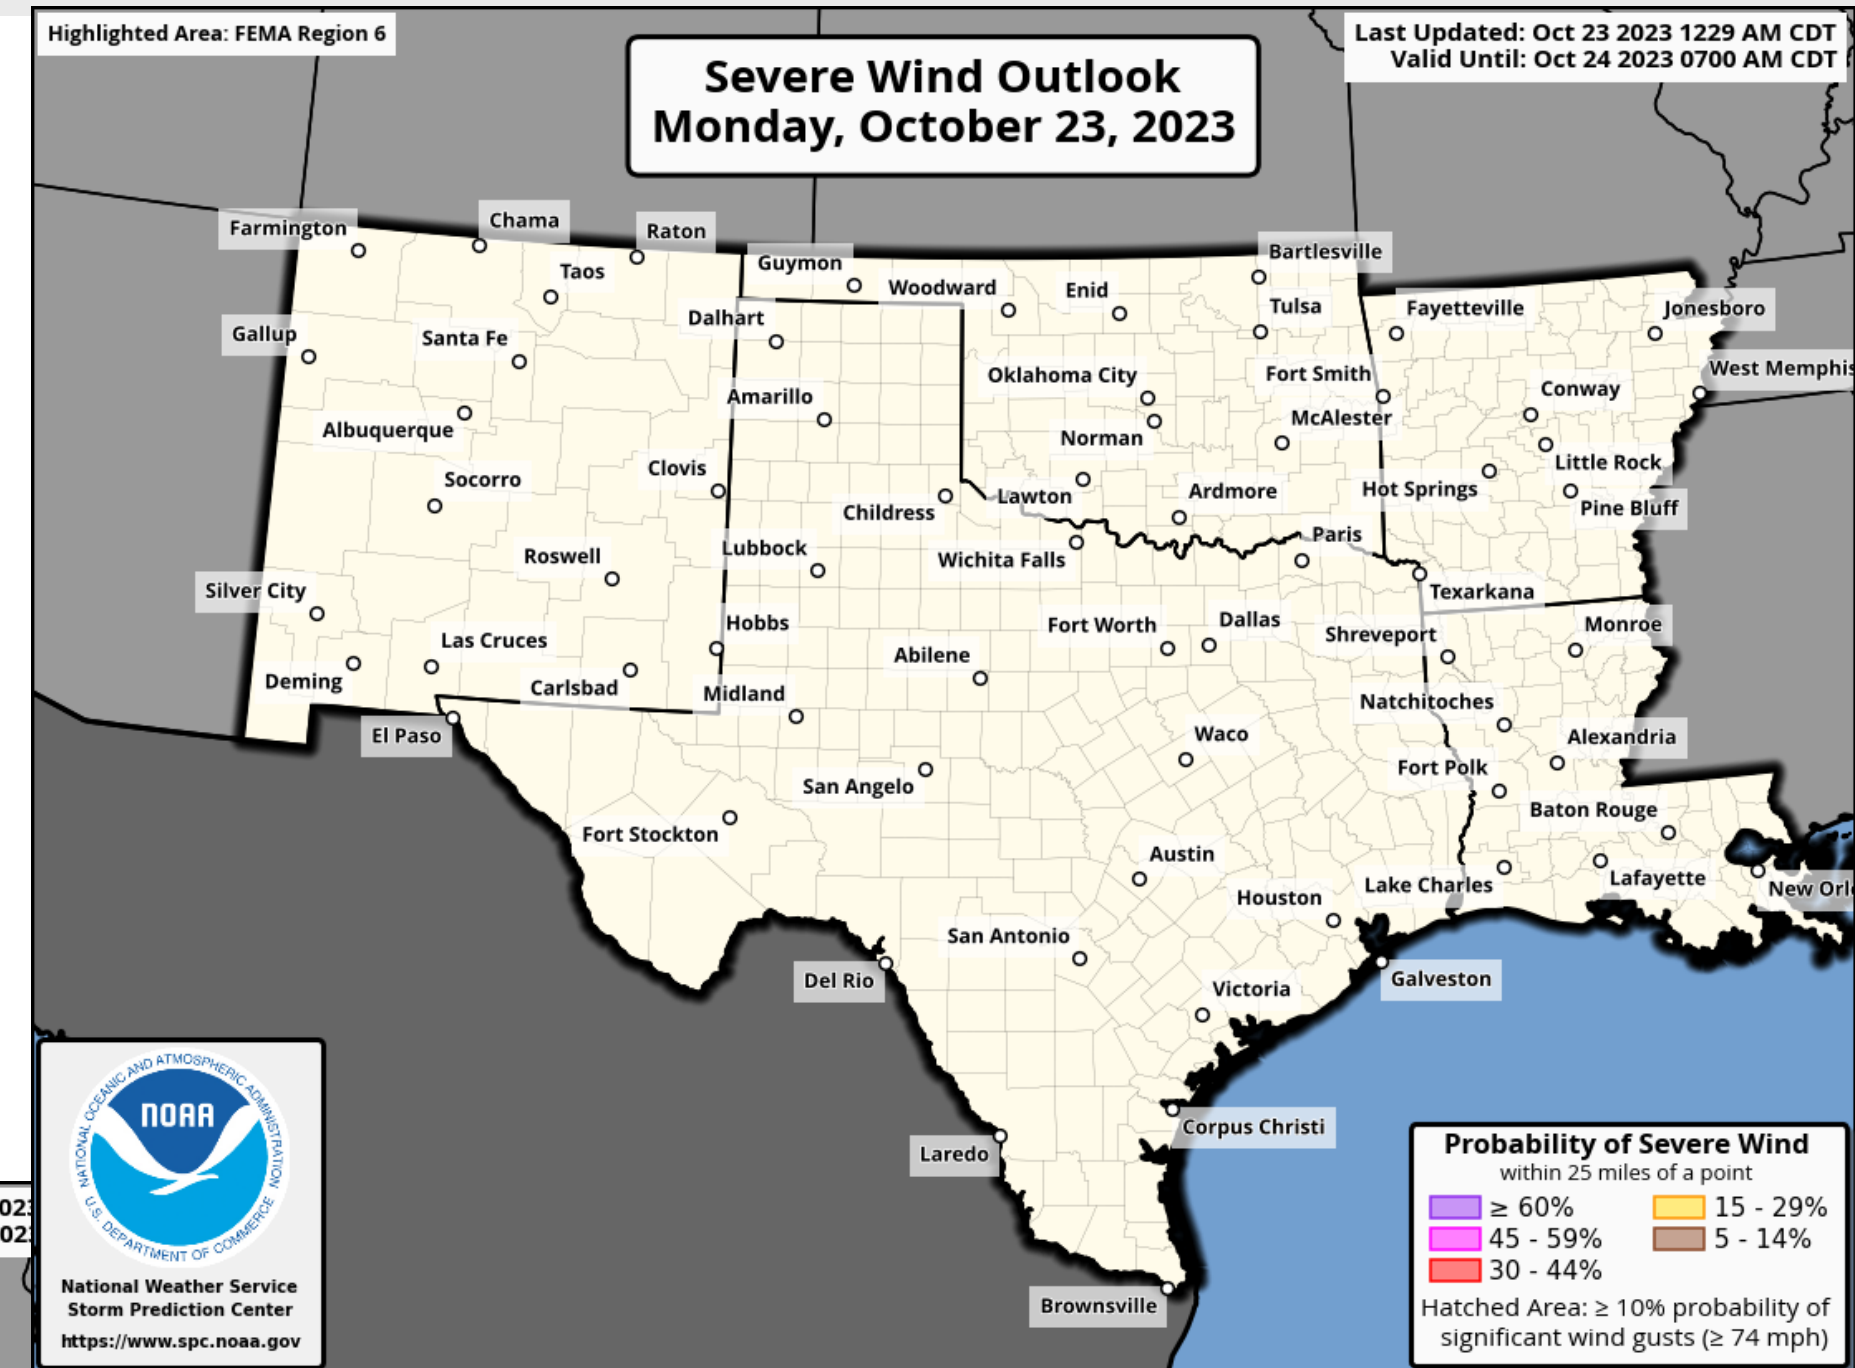 Highlighted Area: FEMA Region 6
Severe Wind Outlook
Monday, October 23, 2023
Last Updated: Oct 23 2023 1229 AM CDT
Valid Until: Oct 24 2023 0700 AM CDT
Farmington
Chama
Raton
Taos
Guymon
Woodward
Enid
Bartlesville
Tulsa
Fayetteville
Jonesboro
Gallup
Santa Fe
Dalhart
Oklahoma City
Fort Smith
Conway
West Memphis
Albuquerque
Amarillo
Norman
McAlester
Little Rock
Socorro
Clovis
Childress
Lawton
Ardmore
Hot Springs
Pine Bluff
Roswell
Lubbock
Wichita Falls
Paris
Texarkana
Silver City
Las Cruces
Hobbs
Abilene
Fort Worth
Dallas
Shreveport
Monroe
Deming
Carlsbad
Midland
Natchitoches
El Paso
San Angelo
Waco
Fort Polk
Alexandria
Fort Stockton
Austin
Baton Rouge
Houston
Lake Charles
Lafayette
New Orl
San Antonio
Del Rio
Galveston
Victoria
Corpus Christi
Laredo
Brownsville
023
023
NATIONAL OCEANIC AND ATMOSPHERIC ADMINISTRATION
NOAA
U.S. DEPARTMENT OF COMMERCE
National Weather Service
Storm Prediction Center
https://www.spc.noaa.gov
Probability of Severe Wind
within 25 miles of a point
≥ 60%
15 - 29%
45 - 59%
5 - 14%
30 - 44%
Hatched Area: ≥ 10% probability of
significant wind gusts (≥ 74 mph)